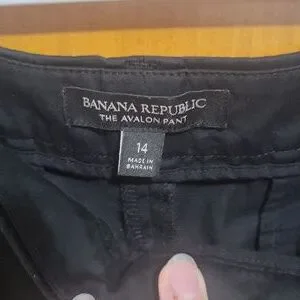 BANANA REPUBLIC
THE AVALON PANT
14
MADE IN
BAHRAIN